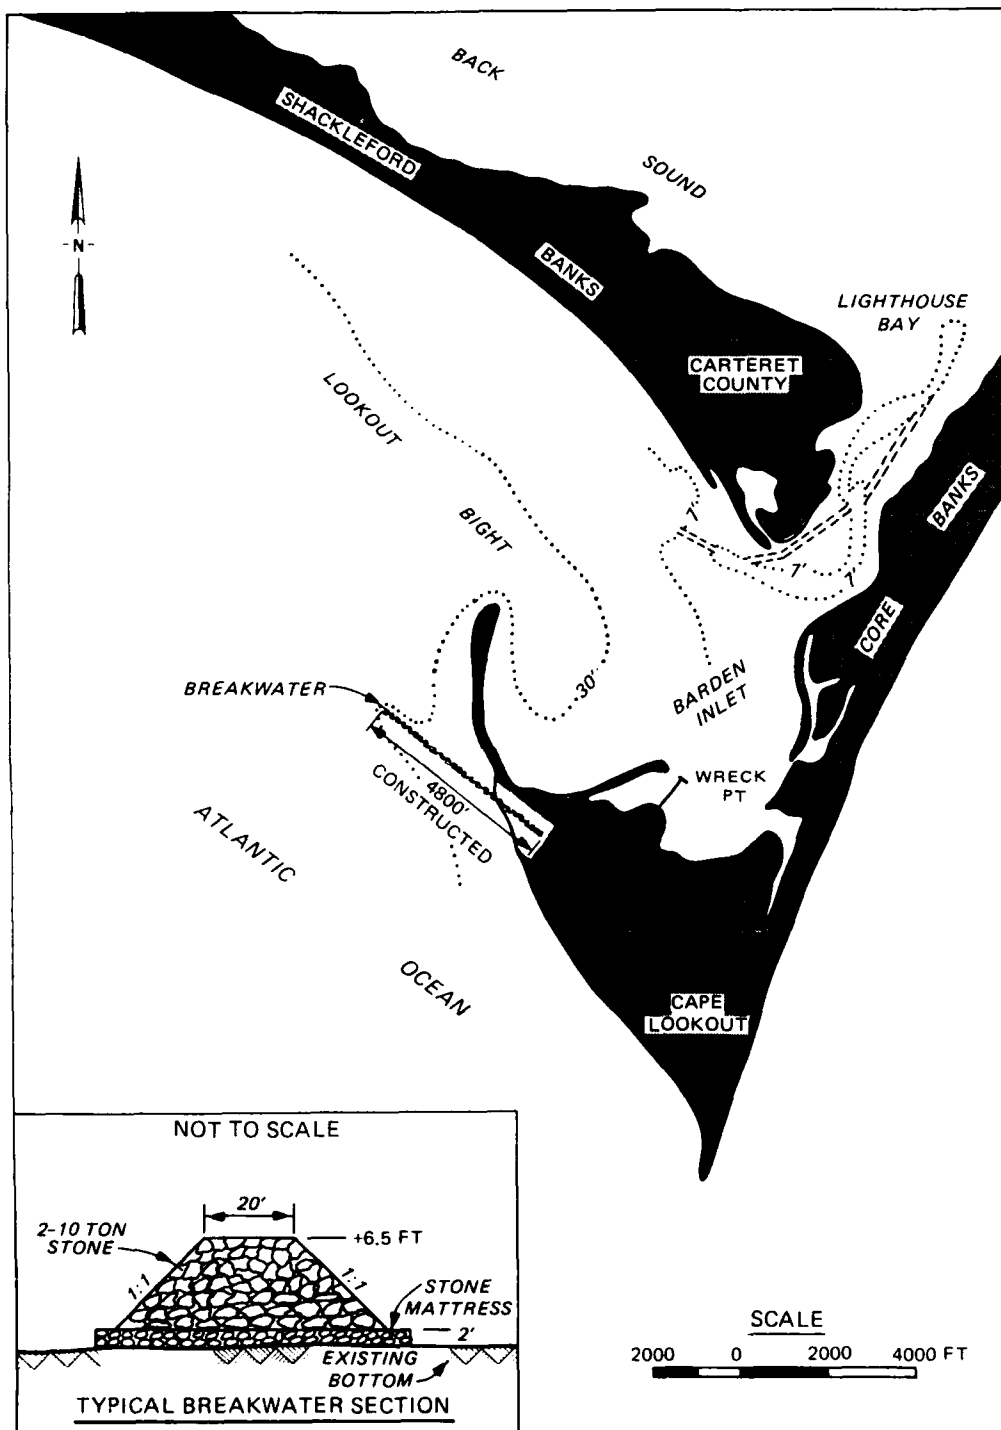 BACK
SOUND
SHACKLEFORD
BANKS
-N-
LIGHTHOUSE
BAY
CARTERET
COUNTY
LOOKOUT
BIGHT
BANKS
7'
7'
7'
CORE
30'
BARDEN
INLET
BREAKWATER
WRECK
PT
4800'
CONSTRUCTED
ATLANTIC
OCEAN
CAPE
LOOKOUT
NOT TO SCALE
20'
2-10 TON
STONE
+6.5 FT
1:1
1:1
STONE
MATTRESS
2'
EXISTING
BOTTOM
TYPICAL BREAKWATER SECTION
SCALE
2000 0 2000 4000 FT